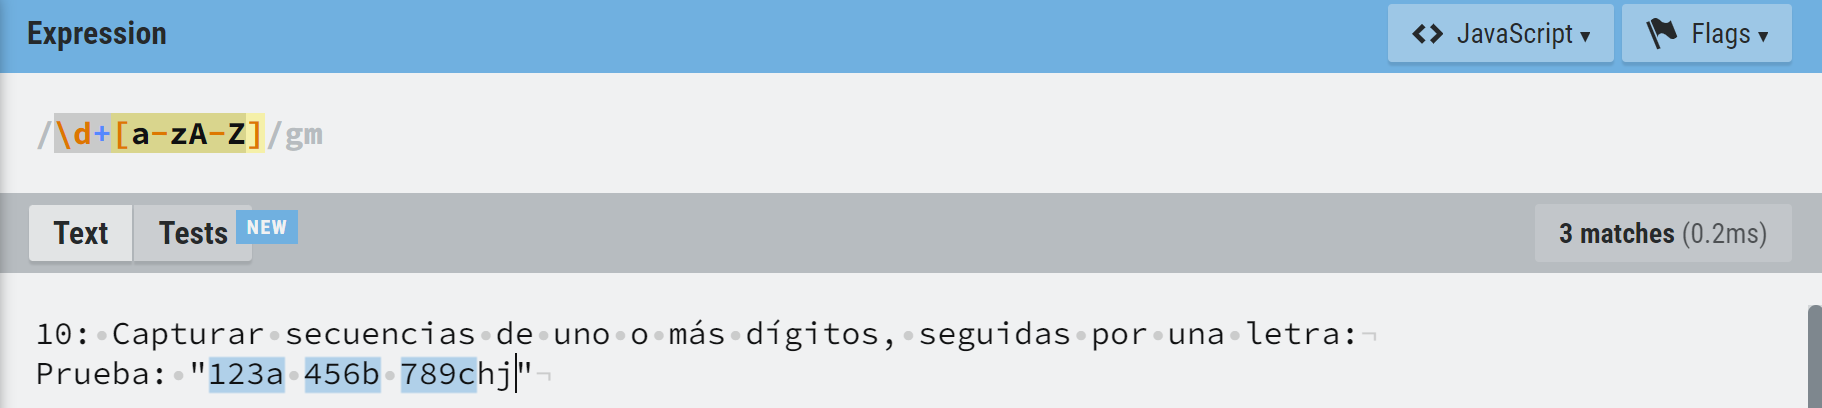 Expression
<> JavaScript ▾
Flags ▾
/\d+[a-zA-Z]/gm
Text
Tests
NEW
3 matches (0.2ms)
10:·Capturar·secuencias·de·uno·o·más·dígitos,·seguidas·por·una·letra:¬
Prueba:·"123a·456b·789chj"¬